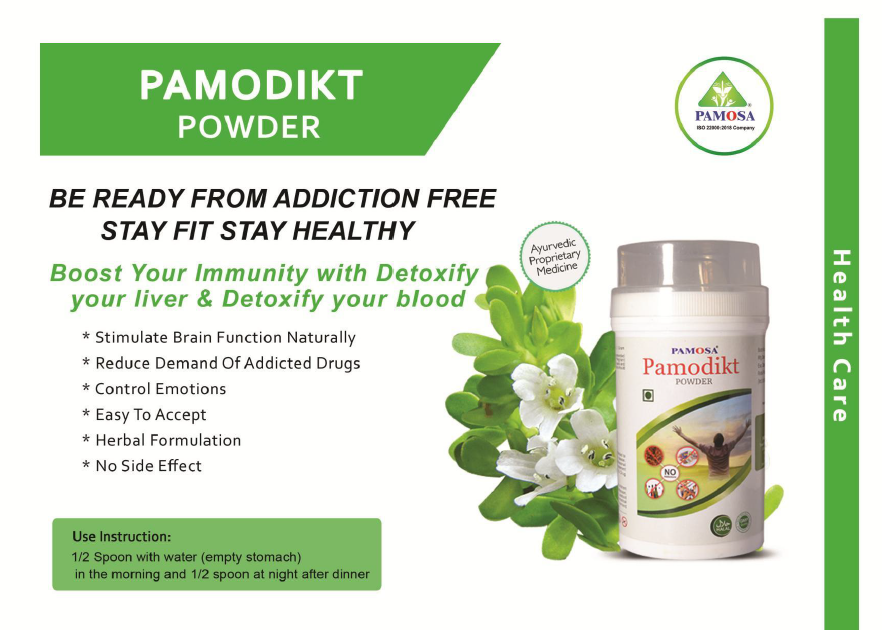 PAMODIKT
POWDER
PAMOSA
ISO 22000:2018 Company
BE READY FROM ADDICTION FREE
STAY FIT STAY HEALTHY
Boost Your Immunity with Detoxify
your liver & Detoxify your blood
* Stimulate Brain Function Naturally
* Reduce Demand Of Addicted Drugs
* Control Emotions
* Easy To Accept
* Herbal Formulation
* No Side Effect
Use Instruction:
1/2 Spoon with water (empty stomach)
in the morning and 1/2 spoon at night after dinner
Ayurvedic
Proprietary
Medicine
PAMOSA
Pamodikt
POWDER
NO
HALAL
Health Care